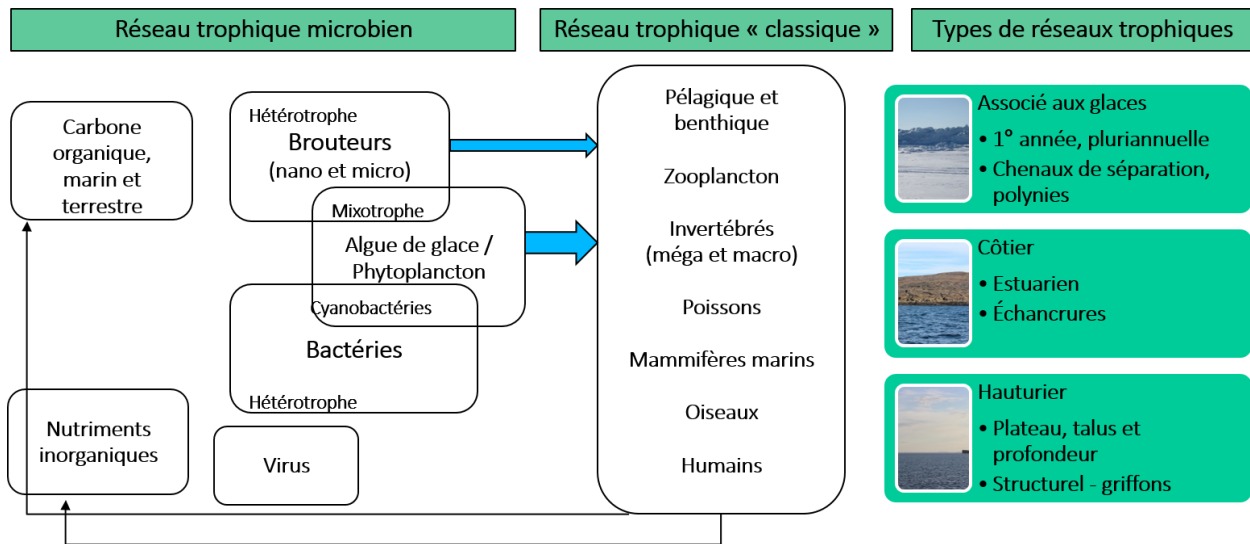 Réseau trophique microbien
Réseau trophique « classique »
Types de réseaux trophiques
Carbone
organique,
marin et
terrestre
Nutriments
inorganiques
Hétérotrophe
Brouteurs
(nano et micro)
Mixotrophe
Algue de glace /
Phytoplancton
Cyanobactéries
Bactéries
Hétérotrophe
Virus
Pélagique et
benthique
Zooplancton
Invertébrés
(méga et macro)
Poissons
Mammifères marins
Oiseaux
Humains
Associé aux glaces
• 1° année, pluriannuelle
• Chenaux de séparation,
polynies
Côtier
• Estuarien
• Échancrures
Hauturier
• Plateau, talus et
profondeur
• Structurel - griffons